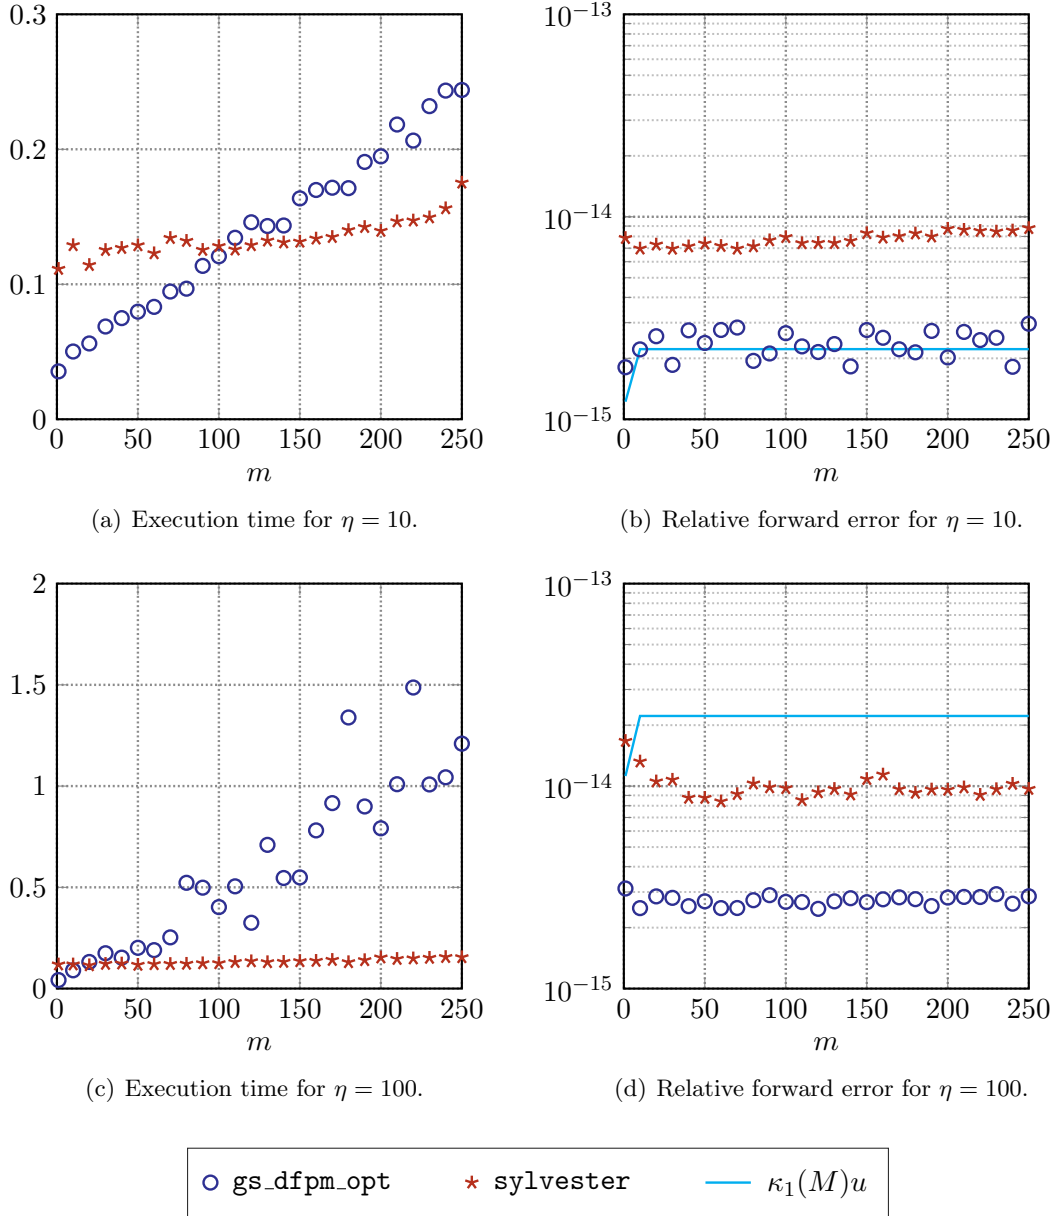 0.3
0.2
0.1
0
0 50 100 150 200 250
m
(a) Execution time for η = 10.
10⁻¹³
10⁻¹⁴
10⁻¹⁵
0 50 100 150 200 250
m
(b) Relative forward error for η = 10.
2
1.5
1
0.5
0
0 50 100 150 200 250
m
(c) Execution time for η = 100.
10⁻¹³
10⁻¹⁴
10⁻¹⁵
0 50 100 150 200 250
m
(d) Relative forward error for η = 100.
gs_dfpm_opt sylvester κ₁(M)u